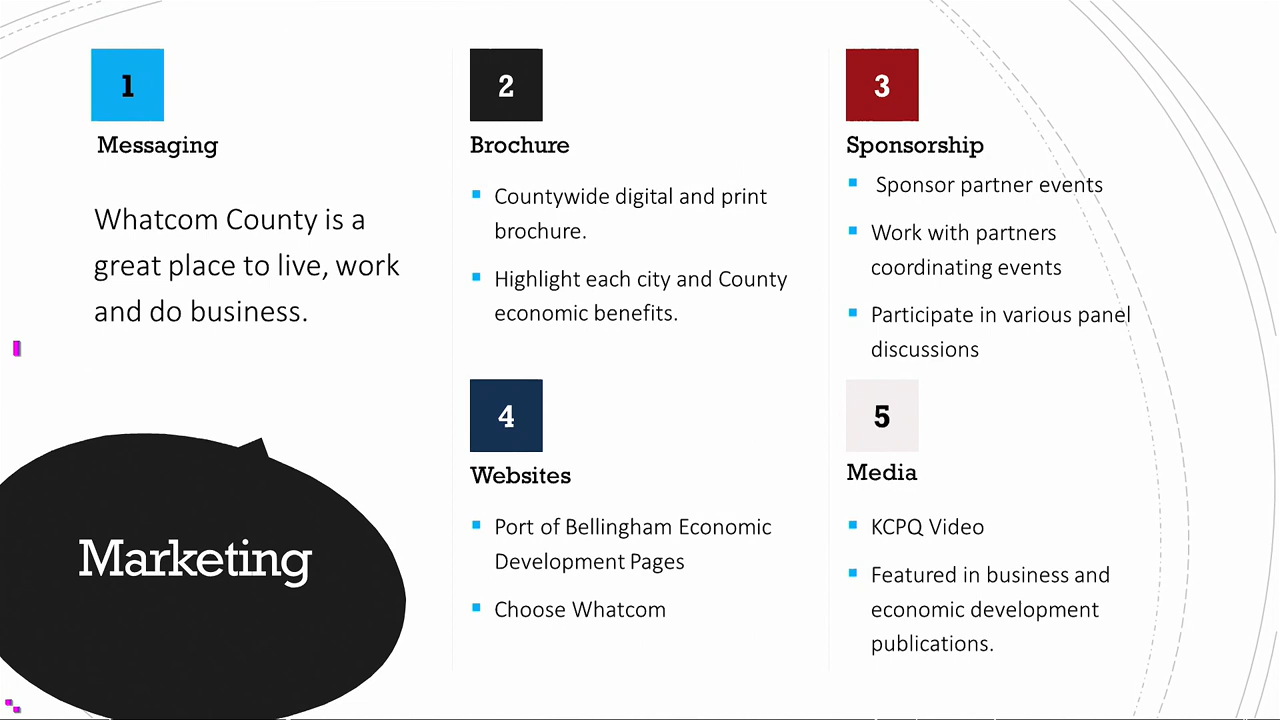 1
Messaging
Whatcom County is a
great place to live, work
and do business.
2
Brochure
Countywide digital and print
brochure.
Highlight each city and County
economic benefits.
3
Sponsorship
Sponsor partner events
Work with partners
coordinating events
Participate in various panel
discussions
Marketing
4
Websites
Port of Bellingham Economic
Development Pages
Choose Whatcom
5
Media
KCPQ Video
Featured in business and
economic development
publications.